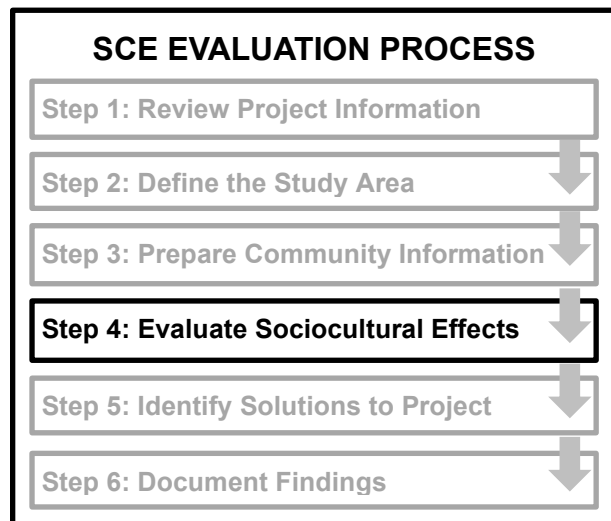 SCE EVALUATION PROCESS
Step 1: Review Project Information
Step 2: Define the Study Area
Step 3: Prepare Community Information
Step 4: Evaluate Sociocultural Effects
Step 5: Identify Solutions to Project
Step 6: Document Findings